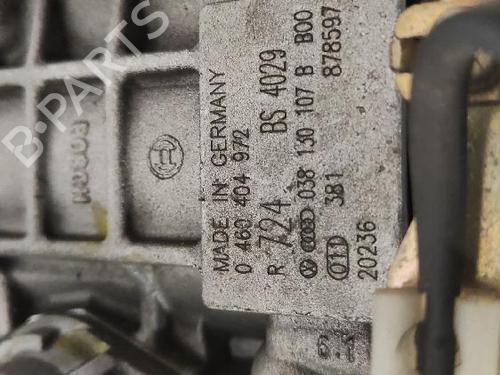 MADE IN GERMANY
0 460 404 972
R 724 BS 4029
038 130 107 B B00
011 381 878597
20236
BOSCH
B-PARTS